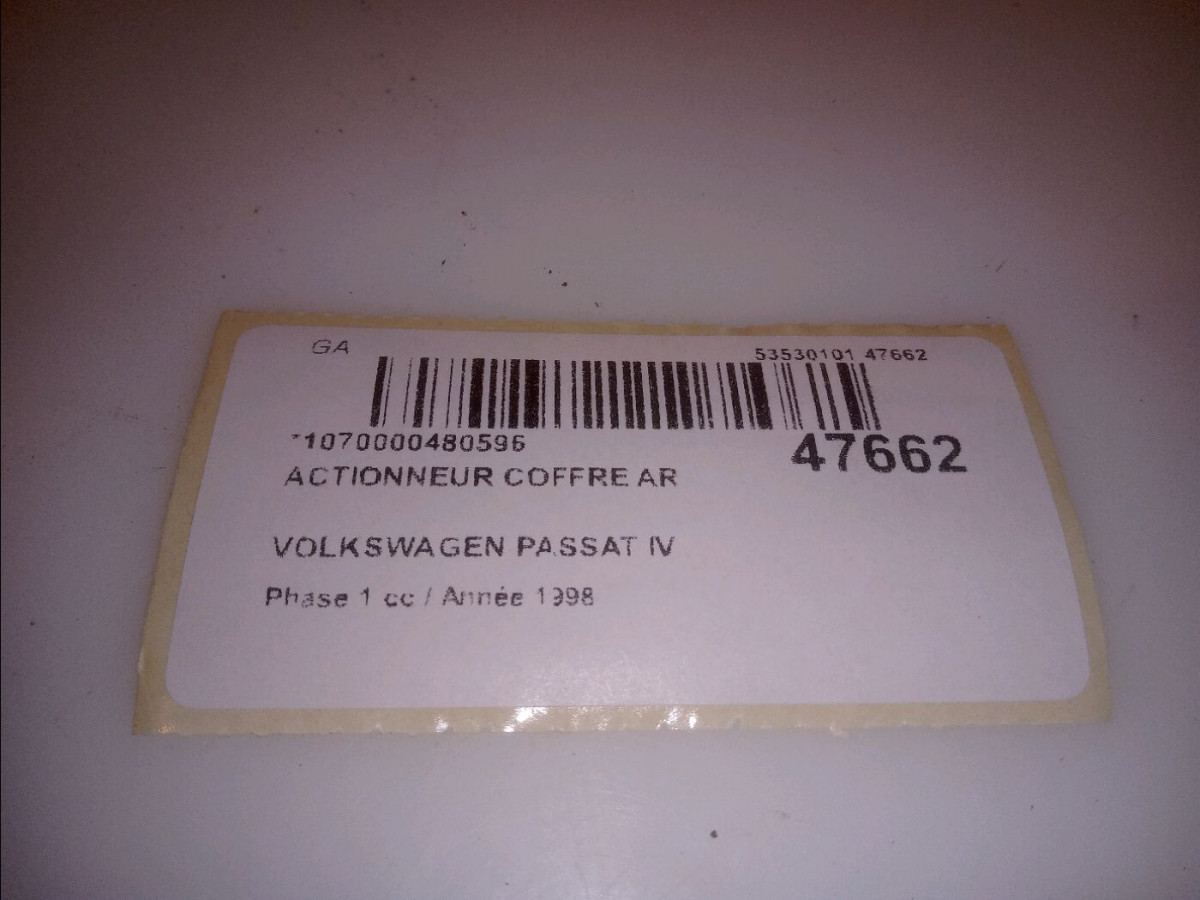 GA
53530101 47662
*1070000480596
47662
ACTIONNEUR COFFRE AR
VOLKSWAGEN PASSAT IV
Phase 1 cc / Année 1998